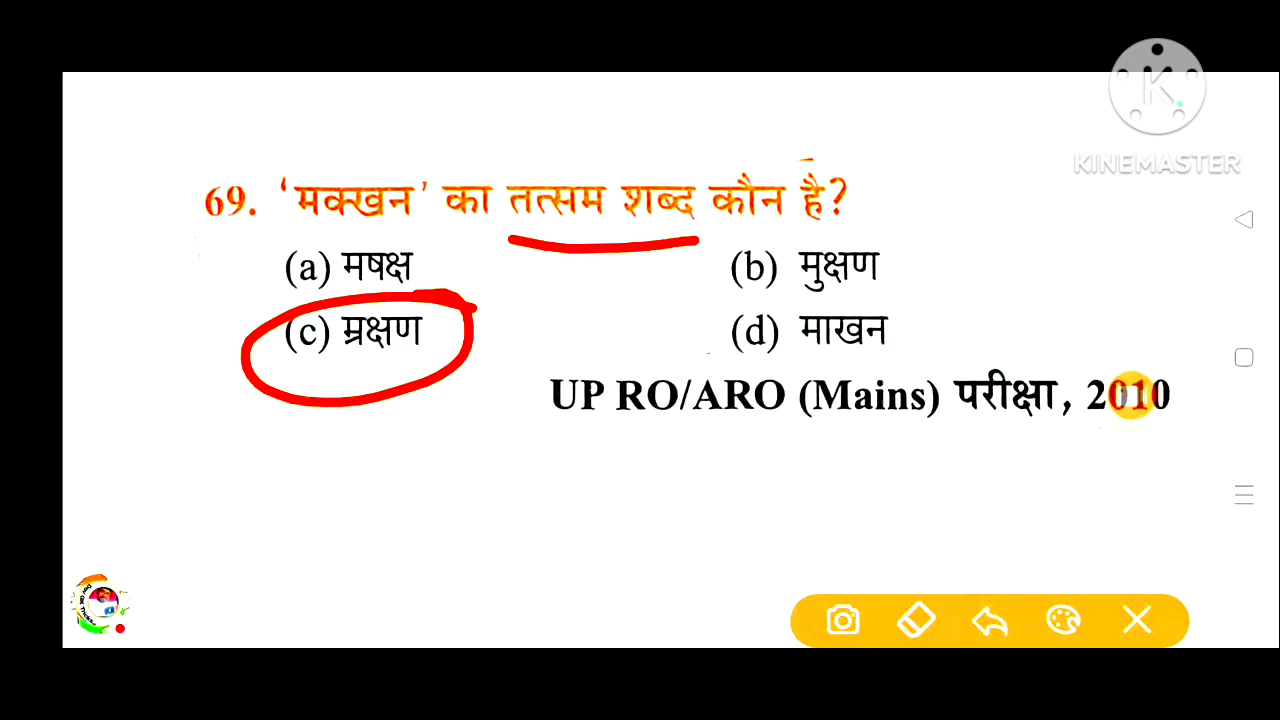 KINEMASTER
69. 'मक्खन' का तत्सम शब्द कौन है?
(a) मषक्ष (b) मुक्षण
(c) म्रक्षण (d) माखन
UP RO/ARO (Mains) परीक्षा, 2010